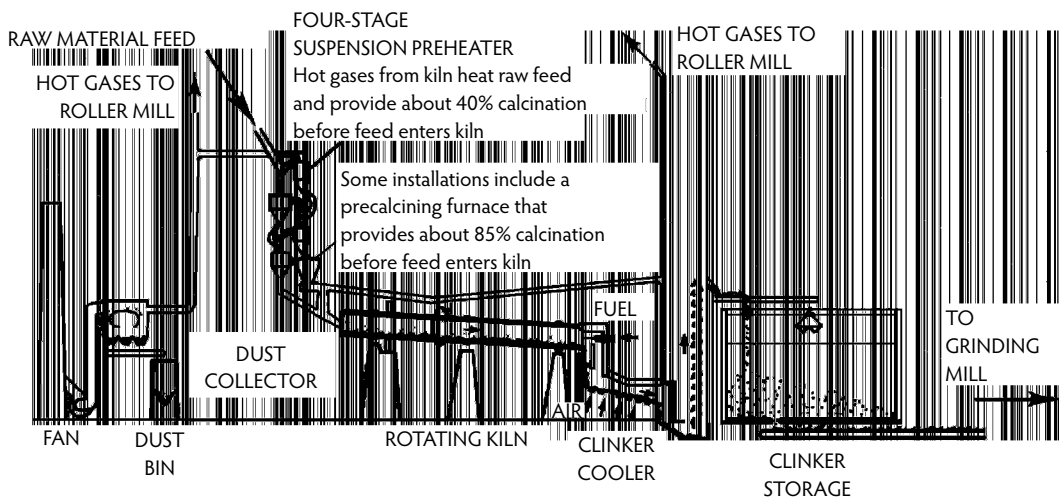 RAW MATERIAL FEED
HOT GASES TO
ROLLER MILL
FOUR-STAGE
SUSPENSION PREHEATER
Hot gases from kiln heat raw feed
and provide about 40% calcination
before feed enters kiln
HOT GASES TO
ROLLER MILL
Some installations include a
precalcining furnace that
provides about 85% calcination
before feed enters kiln
FUEL
TO
GRINDING
MILL
DUST
COLLECTOR
AIR
FAN
DUST
BIN
ROTATING KILN
CLINKER
COOLER
CLINKER
STORAGE